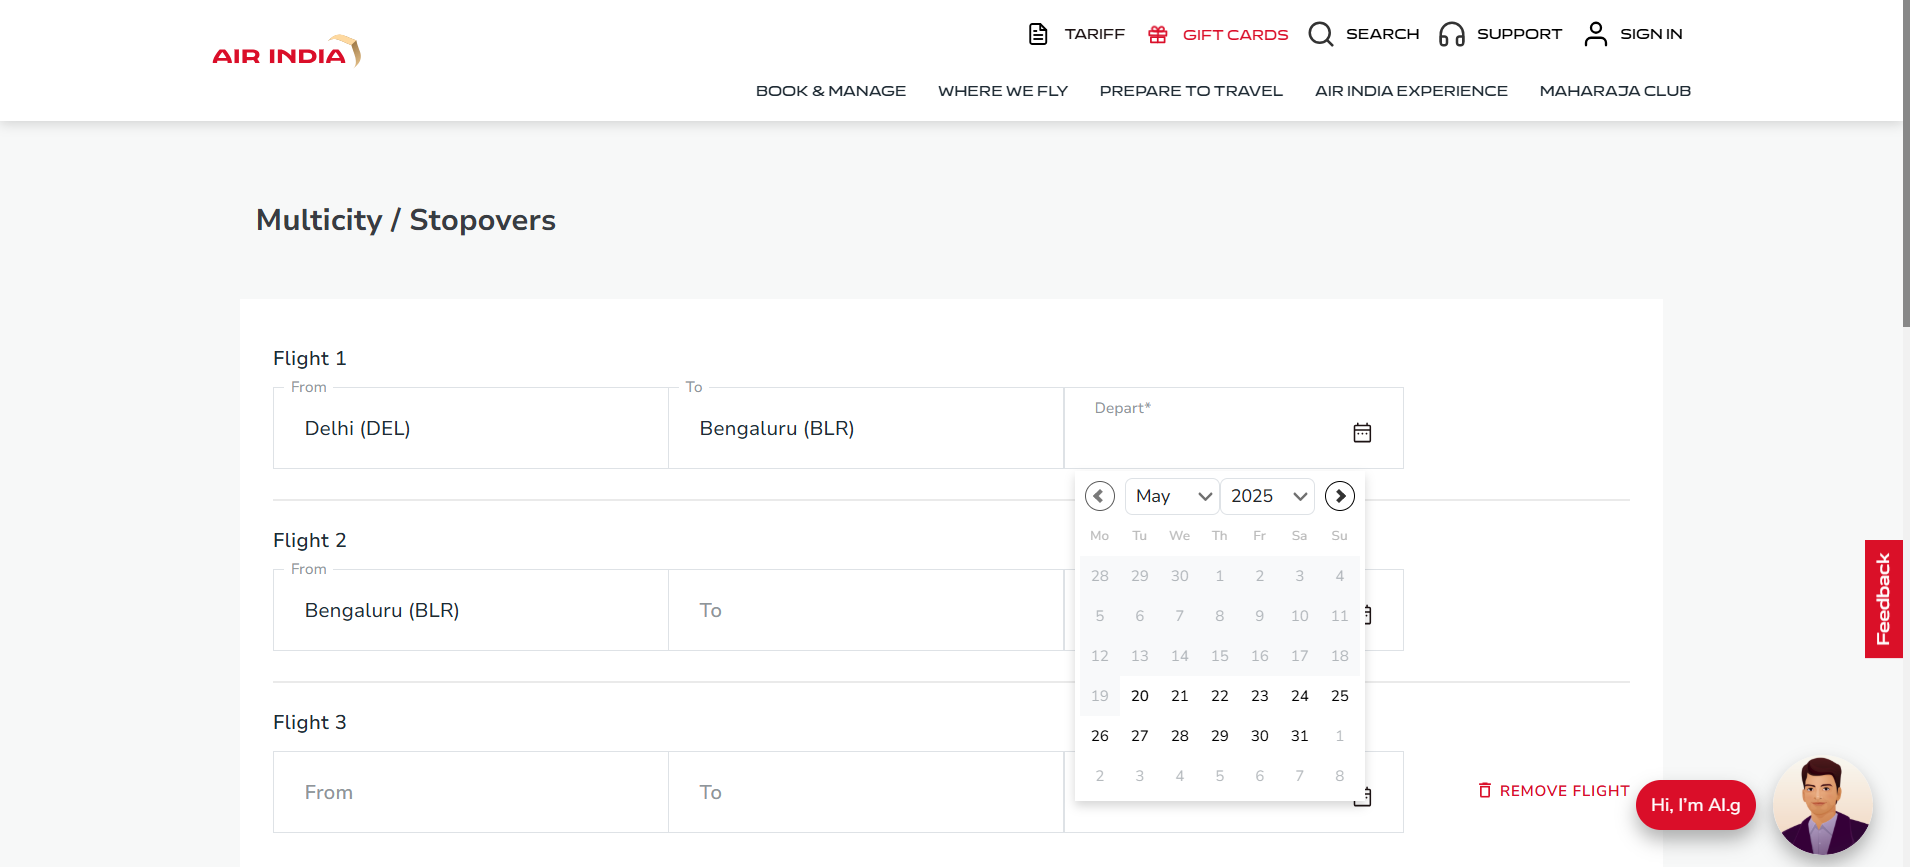 AIR INDIA
TARIFF GIFT CARDS SEARCH SUPPORT SIGN IN
BOOK & MANAGE WHERE WE FLY PREPARE TO TRAVEL AIR INDIA EXPERIENCE MAHARAJA CLUB
Multicity / Stopovers
Flight 1
From To
Depart*
Delhi (DEL) Bengaluru (BLR)
May 2025
Mo Tu We Th Fr Sa Su
28 29 30 1 2 3 4
5 6 7 8 9 10 11
12 13 14 15 16 17 18
19 20 21 22 23 24 25
26 27 28 29 30 31 1
2 3 4 5 6 7 8
Flight 2
From
Bengaluru (BLR) To
Flight 3
From To
REMOVE FLIGHT
Feedback
Hi, I'm AI.g